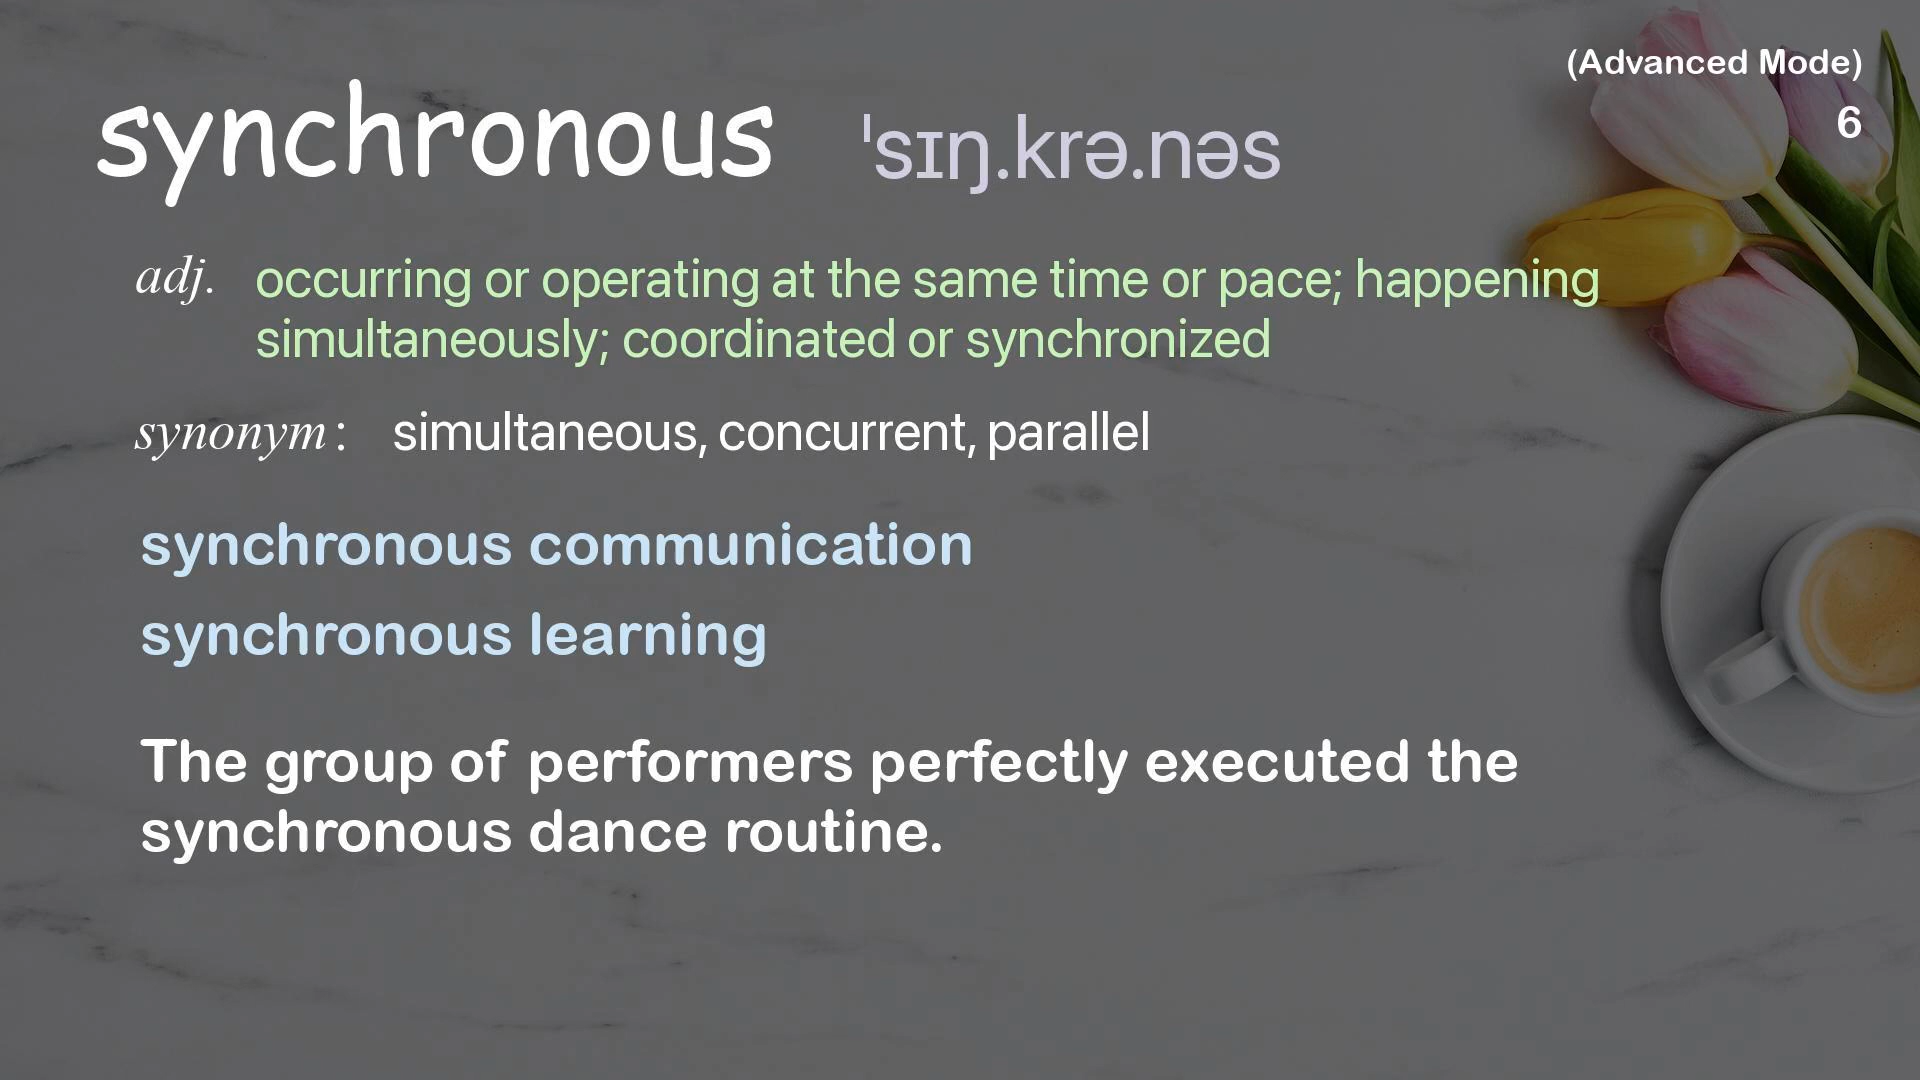 (Advanced Mode)
6
synchronous ˈsɪŋ.krə.nəs
adj. occurring or operating at the same time or pace; happening
simultaneously; coordinated or synchronized
synonym: simultaneous, concurrent, parallel
synchronous communication
synchronous learning
The group of performers perfectly executed the
synchronous dance routine.